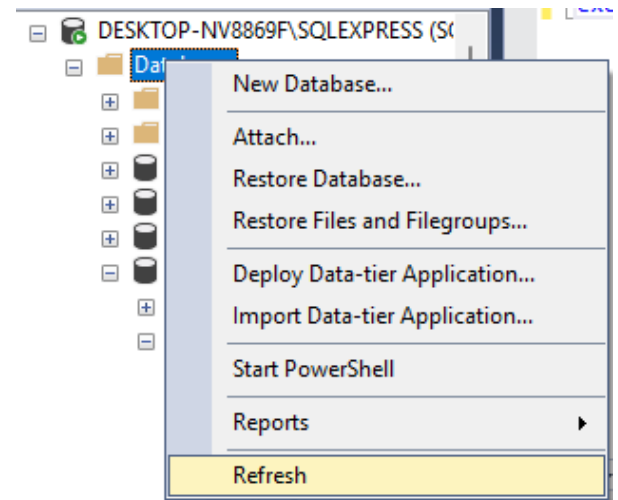 DESKTOP-NV8869F\SQLEXPRESS (S
New Database...
Attach...
Restore Database...
Restore Files and Filegroups...
Deploy Data-tier Application...
Import Data-tier Application...
Start PowerShell
Reports
Refresh